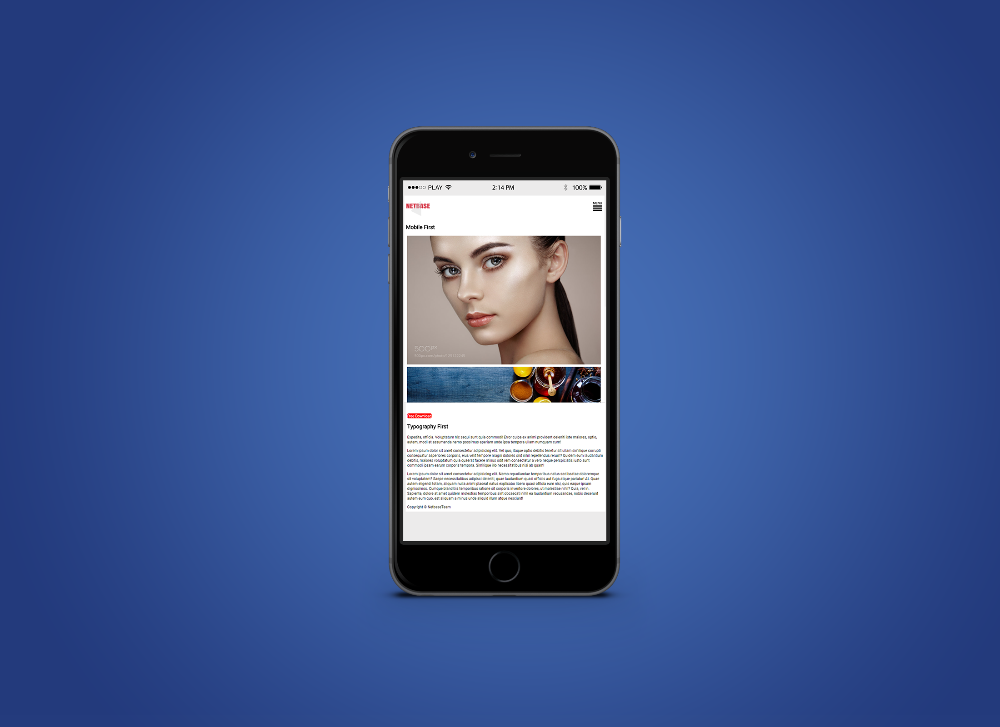 PLAY 2:14 PM 100%
NETBASE
MENU
Mobile First
500px
500px.com/photo/125122245
Free Download
Typography First
Expedita, officia. Voluptatum hic sequi sunt quia commodi! Error culpa ex animi provident deleniti iste maiores, optio,
autem, modi at assumenda nemo possimus aperiam unde ipsa tempora ullam numquam cum!
Lorem ipsum dolor sit amet consectetur adipisicing elit. Vel quo, itaque optio debitis tenetur sit ullam similique corrupti
consequatur asperiores corporis, eius velit tempore magni dolores sint nihil repellendus rerum? Quidem eum laudantium
debitis, maiores voluptatum quia quaerat facere minus odit rem consectetur a vero neque perspiciatis iusto sunt
commodi ipsam earum corporis tempora. Similique illo necessitatibus nisi ab quam!
Lorem ipsum dolor sit amet consectetur adipisicing elit. Nemo repudiandae temporibus natus sed beatae doloremque
sit voluptatem? Saepe necessitatibus adipisci deleniti, quae laudantium quasi officiis aut fuga atque pariatur! At. Quae
autem eligendi totam, aliquam nulla animi placeat natus explicabo libero quasi officia eum nisi, quis eaque ipsum
dignissimos. Cumque blanditiis temporibus ratione sit corporis inventore dolores, ut molestiae nihil? Quia, vel in.
Sapiente, dolore at amet quidem molestias temporibus sint obcaecati nihil ea laudantium recusandae, nobis deserunt
autem eum quo, est aliquam a minus unde aliquid illum atque nesciunt!
Copyright © NetbaseTeam